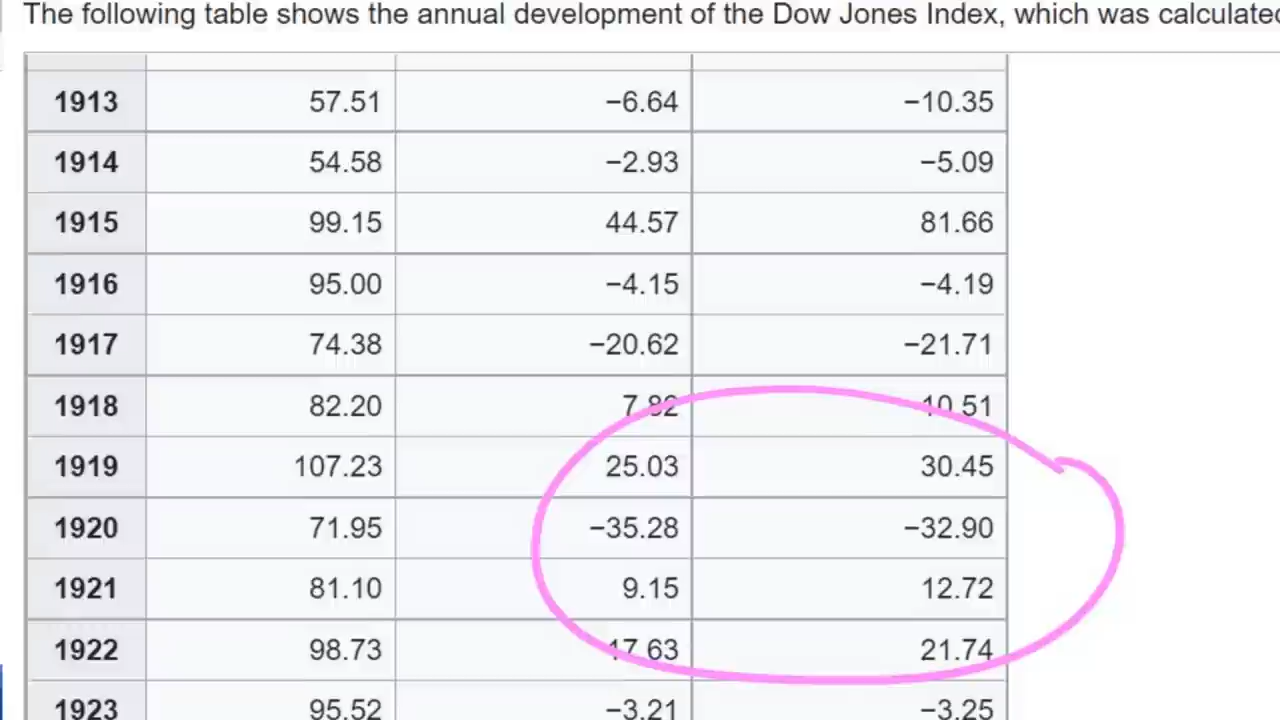 The following table shows the annual development of the Dow Jones Index, which was calculated
1913 57.51 −6.64 −10.35
1914 54.58 −2.93 −5.09
1915 99.15 44.57 81.66
1916 95.00 −4.15 −4.19
1917 74.38 −20.62 −21.71
1918 82.20 7.82 10.51
1919 107.23 25.03 30.45
1920 71.95 −35.28 −32.90
1921 81.10 9.15 12.72
1922 98.73 17.63 21.74
1923 95.52 −3.21 −3.25